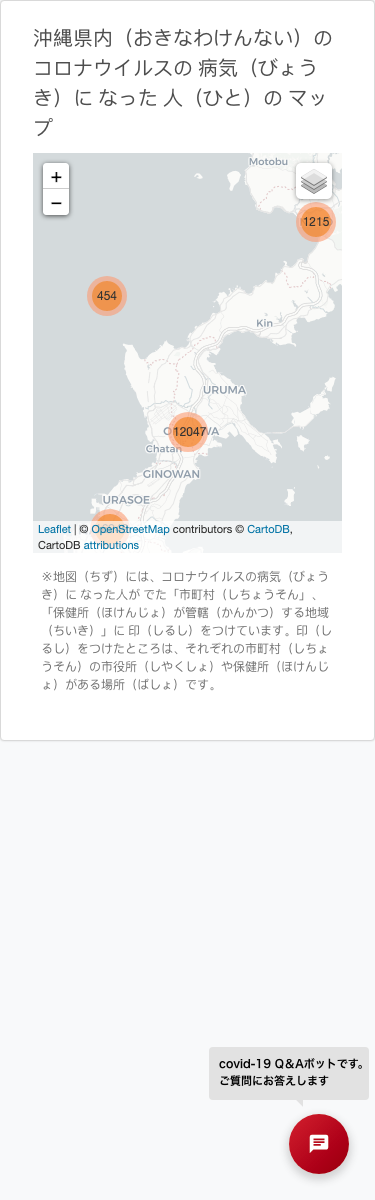 沖縄県内（おきなわけんない）の
コロナウイルスの 病気（びょう
き）に なった 人（ひと）の マッ
プ
Motobu
+
−
1215
454
Kin
URUMA
12047
Chatan
GINOWAN
URASOE
Leaflet | © OpenStreetMap contributors © CartoDB,
CartoDB attributions
※地図（ちず）には、コロナウイルスの病気（びょう
き）に なった人が でた「市町村（しちょうそん」、
「保健所（ほけんじょ）が管轄（かんかつ）する地域
（ちいき）」に 印（しるし）をつけています。印（し
るし）をつけたところは、それぞれの市町村（しちょ
うそん）の市役所（しやくしょ）や保健所（ほけんじ
ょ）がある場所（ばしょ）です。
covid-19 Q&Aボットです。
ご質問にお答えします